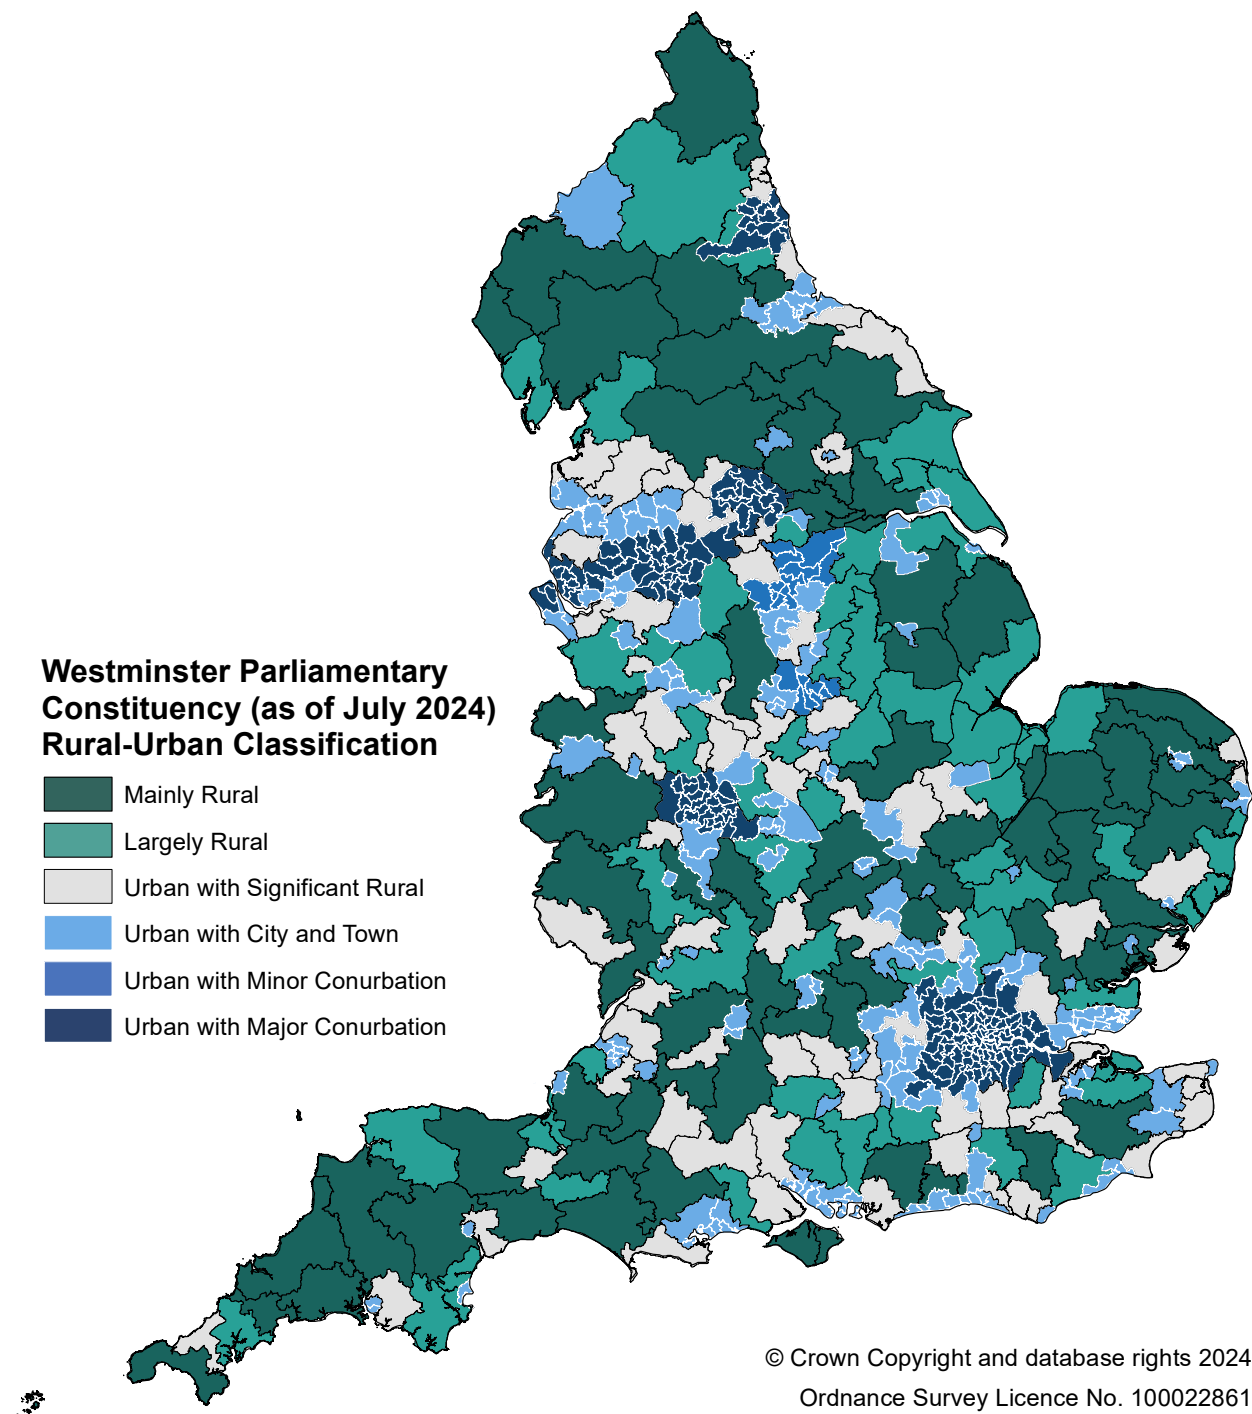 Westminster Parliamentary
Constituency (as of July 2024)
Rural-Urban Classification
Mainly Rural
Largely Rural
Urban with Significant Rural
Urban with City and Town
Urban with Minor Conurbation
Urban with Major Conurbation
© Crown Copyright and database rights 2024
Ordnance Survey Licence No. 100022861